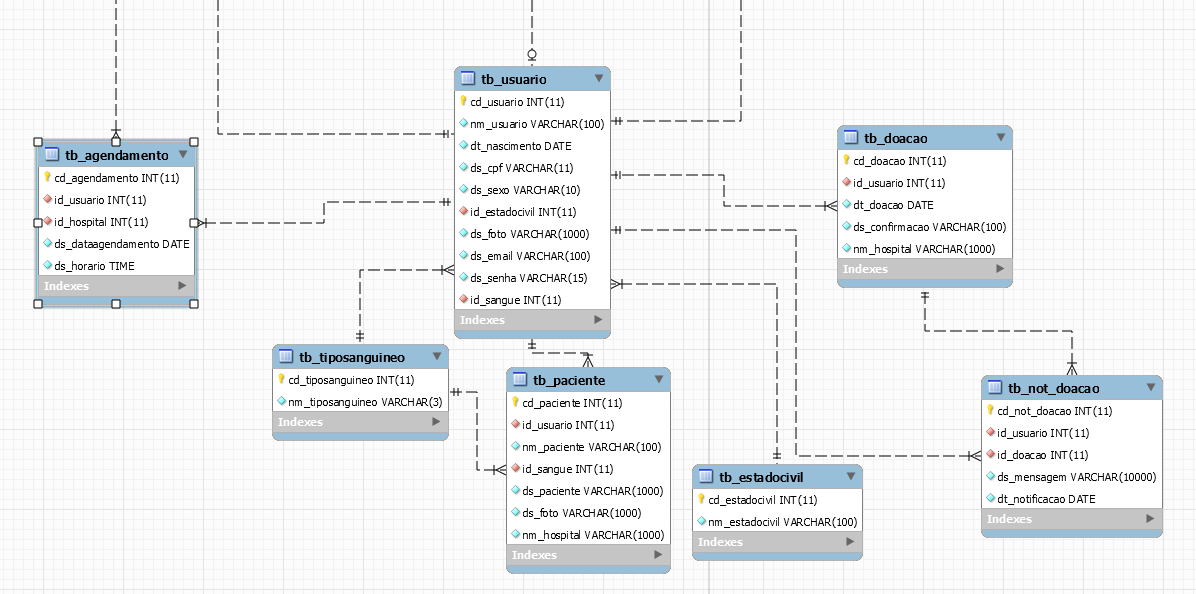 tb_usuario
cd_usuario INT(11)
nm_usuario VARCHAR(100)
dt_nascimento DATE
ds_cpf VARCHAR(11)
ds_sexo VARCHAR(10)
id_estadocivil INT(11)
ds_foto VARCHAR(1000)
ds_email VARCHAR(100)
ds_senha VARCHAR(15)
id_sangue INT(11)
Indexes
tb_agendamento
cd_agendamento INT(11)
id_usuario INT(11)
id_hospital INT(11)
ds_dataagendamento DATE
ds_horario TIME
Indexes
tb_doacao
cd_doacao INT(11)
id_usuario INT(11)
dt_doacao DATE
ds_confirmacao VARCHAR(100)
nm_hospital VARCHAR(1000)
Indexes
tb_tiposanguineo
cd_tiposanguineo INT(11)
nm_tiposanguineo VARCHAR(3)
Indexes
tb_paciente
cd_paciente INT(11)
id_usuario INT(11)
nm_paciente VARCHAR(100)
id_sangue INT(11)
ds_paciente VARCHAR(1000)
ds_foto VARCHAR(1000)
nm_hospital VARCHAR(1000)
Indexes
tb_estadocivil
cd_estadocivil INT(11)
nm_estadocivil VARCHAR(100)
Indexes
tb_not_doacao
cd_not_doacao INT(11)
id_usuario INT(11)
id_doacao INT(11)
ds_mensagem VARCHAR(10000)
dt_notificacao DATE
Indexes